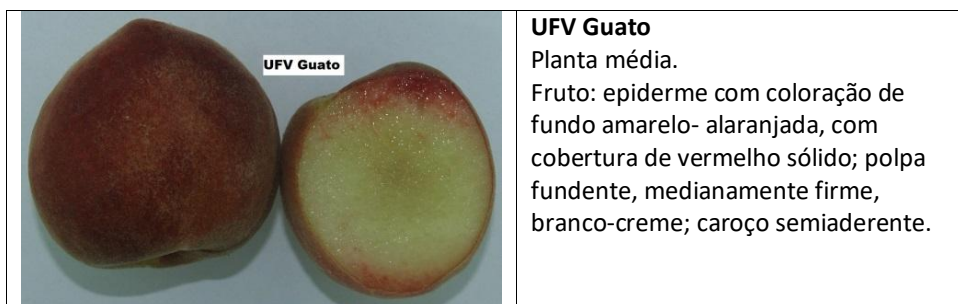 UFV Guato
UFV Guato
Planta média.
Fruto: epiderme com coloração de
fundo amarelo- alaranjada, com
cobertura de vermelho sólido; polpa
fundente, medianamente firme,
branco-creme; caroço semiaderente.